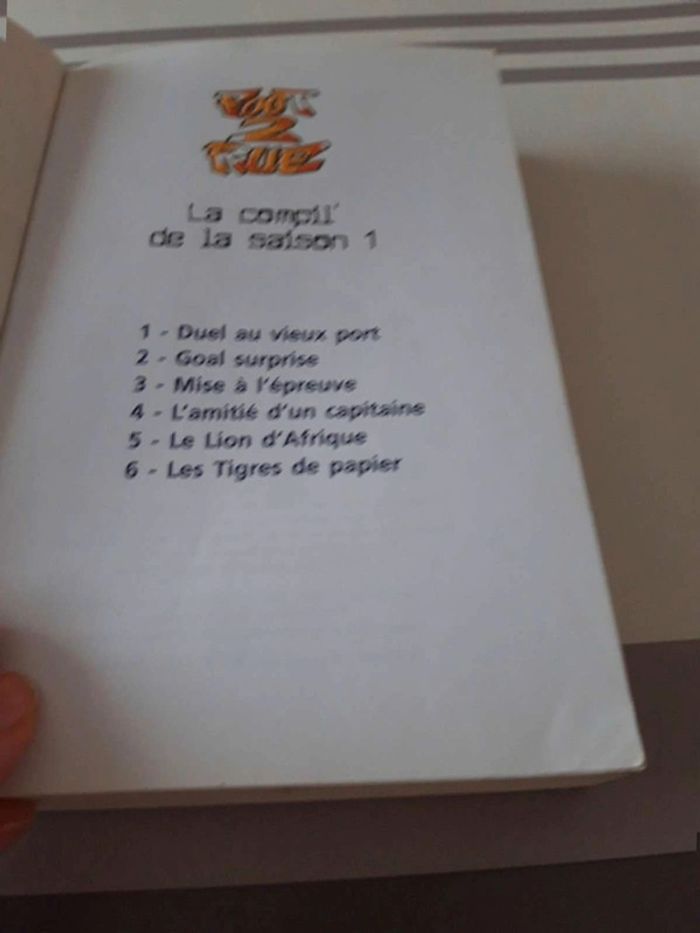 FOOT
2
RUE
La compil'
de la saison 1
1 - Duel au vieux port
2 - Goal surprise
3 - Mise à l'épreuve
4 - L'amitié d'un capitaine
5 - Le Lion d'Afrique
6 - Les Tigres de papier